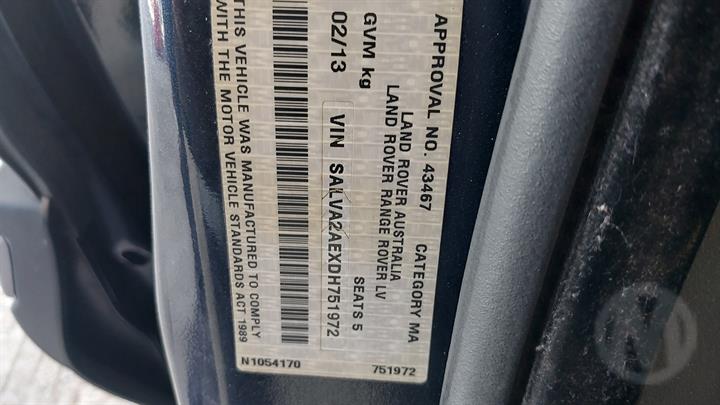 APPROVAL NO. 43467 CATEGORY MA
LAND ROVER AUSTRALIA
LAND ROVER RANGE ROVER LV
GVM kg SEATS 5
02/13 VIN SALVA2AEXDH751972
THIS VEHICLE WAS MANUFACTURED TO COMPLY
WITH THE MOTOR VEHICLE STANDARDS ACT 1989
N1054170 751972